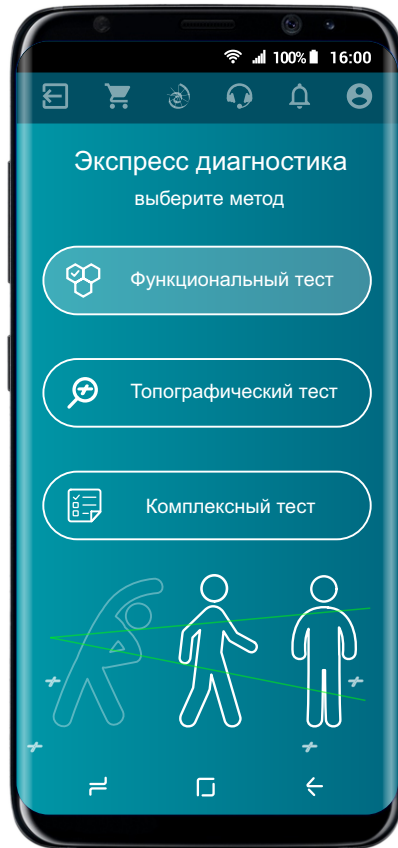 100% 16:00
Экспресс диагностика
выберите метод
Функциональный тест
Топографический тест
Комплексный тест